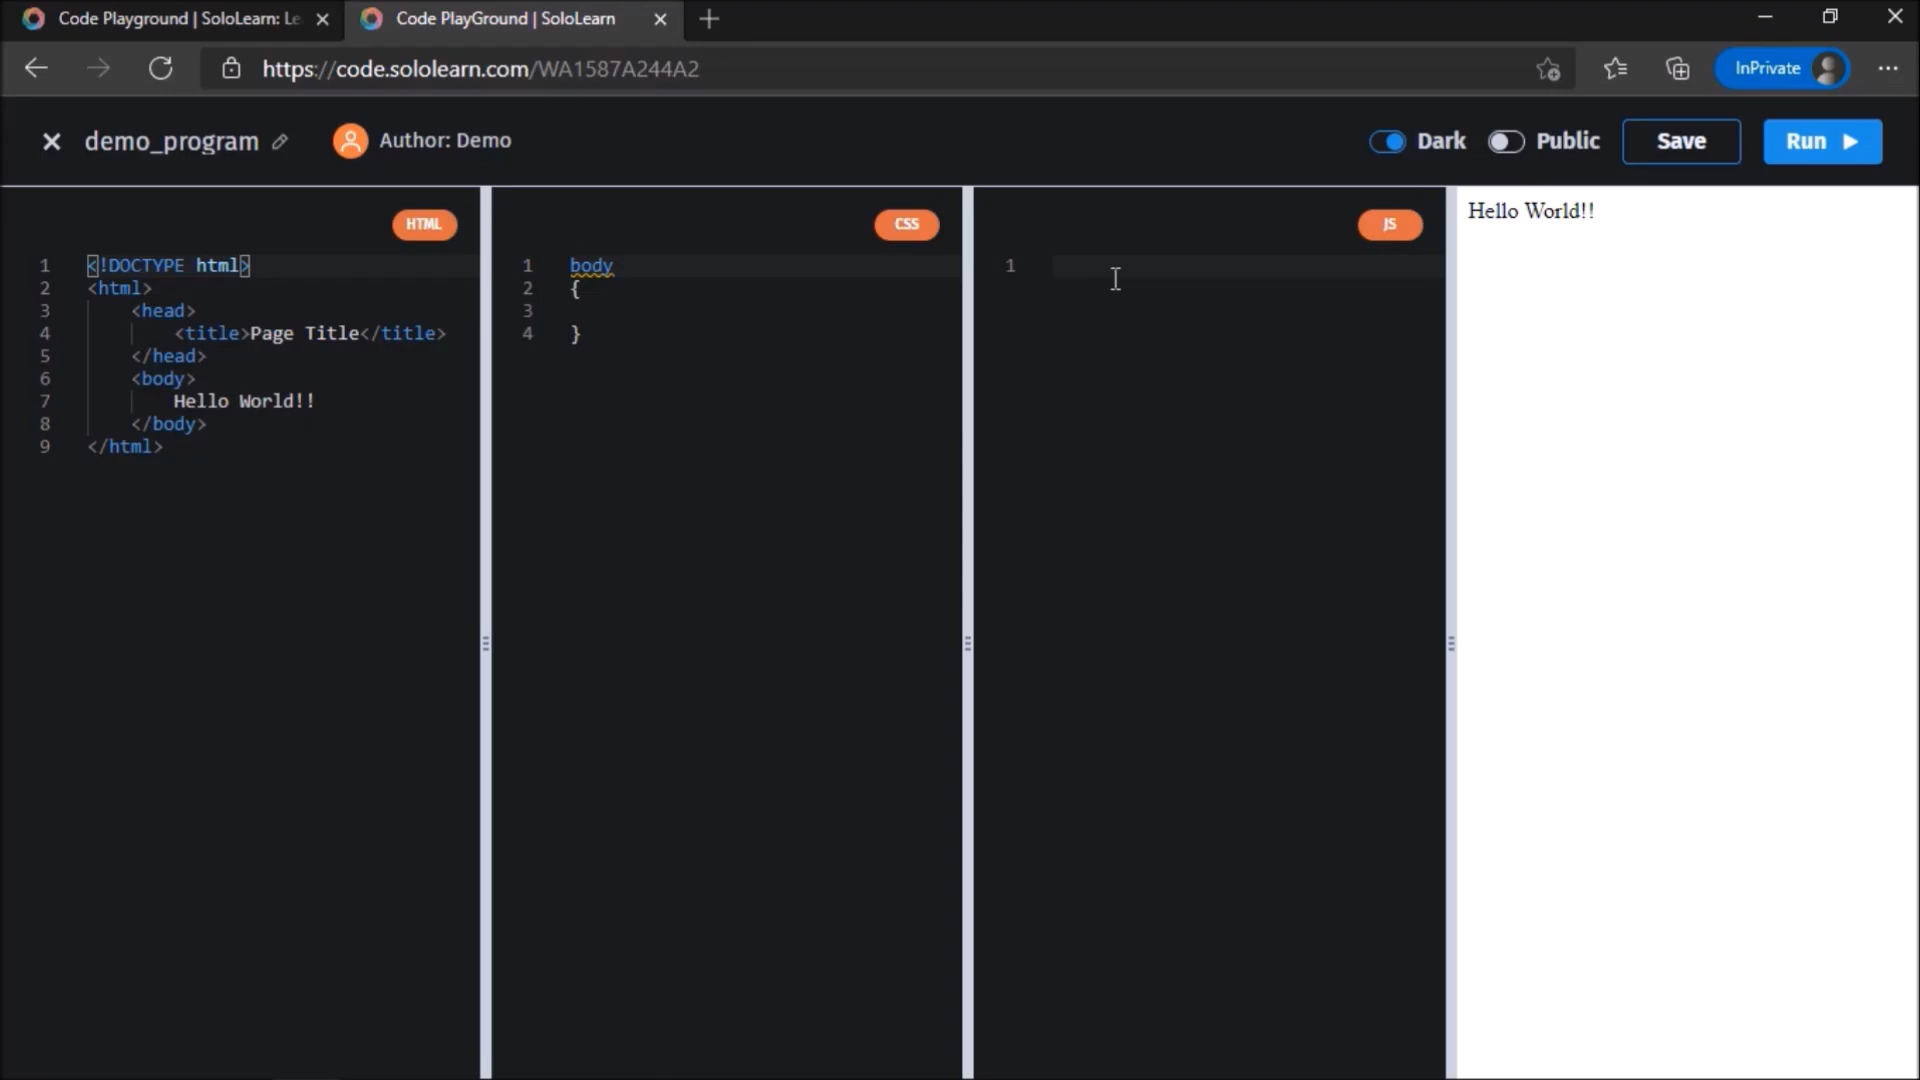 Code Playground | SoloLearn: Le
Code PlayGround | SoloLearn
https://code.sololearn.com/WA1587A244A2
InPrivate
demo_program
Author: Demo
Dark
Public
Save
Run
HTML
1 <!DOCTYPE html>
2 <html>
3 <head>
4 <title>Page Title</title>
5 </head>
6 <body>
7 Hello World!!
8 </body>
9 </html>
CSS
1 body
2 {
3
4 }
JS
1
Hello World!!